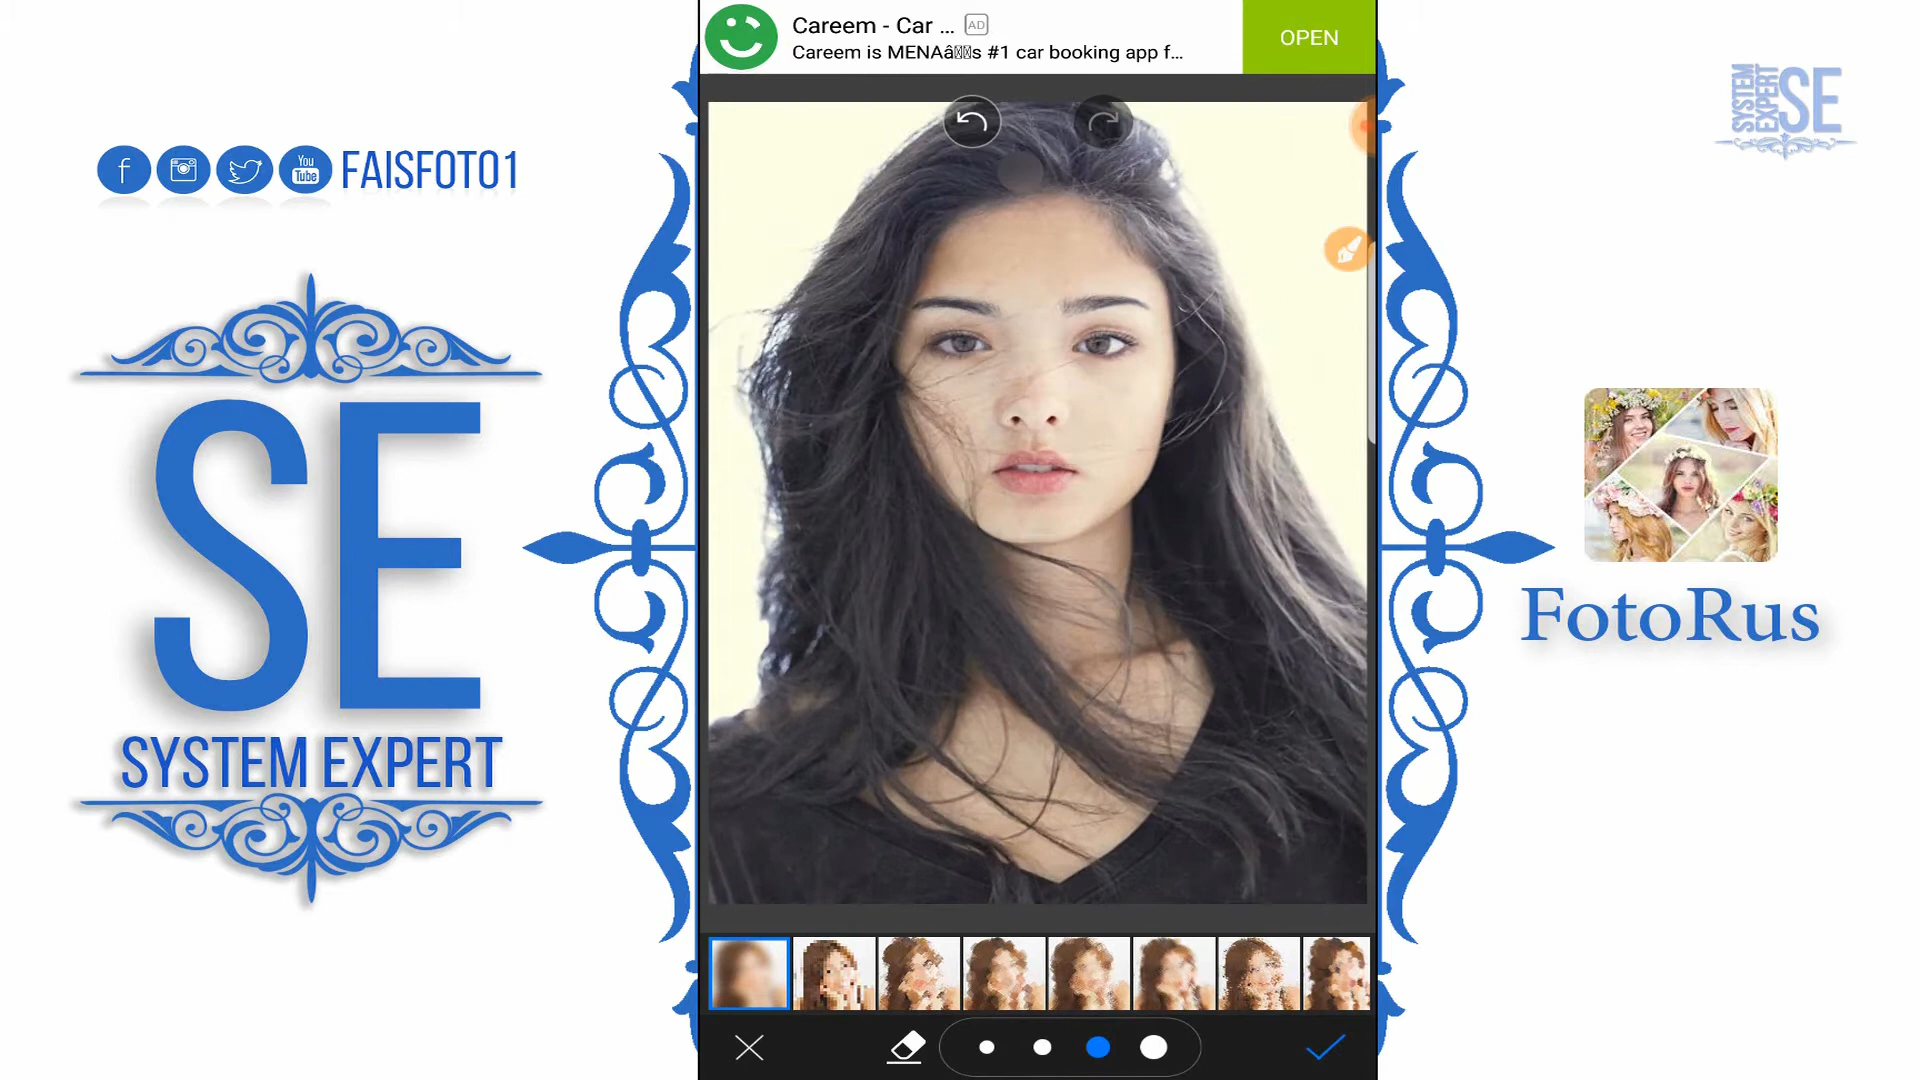 Careem - Car ... AD
Careem is MENAâ s #1 car booking app f...
OPEN
f You Tube FAISFOTO1
SE
SYSTEM EXPERT
SYSTEM EXPERT SE
FotoRus